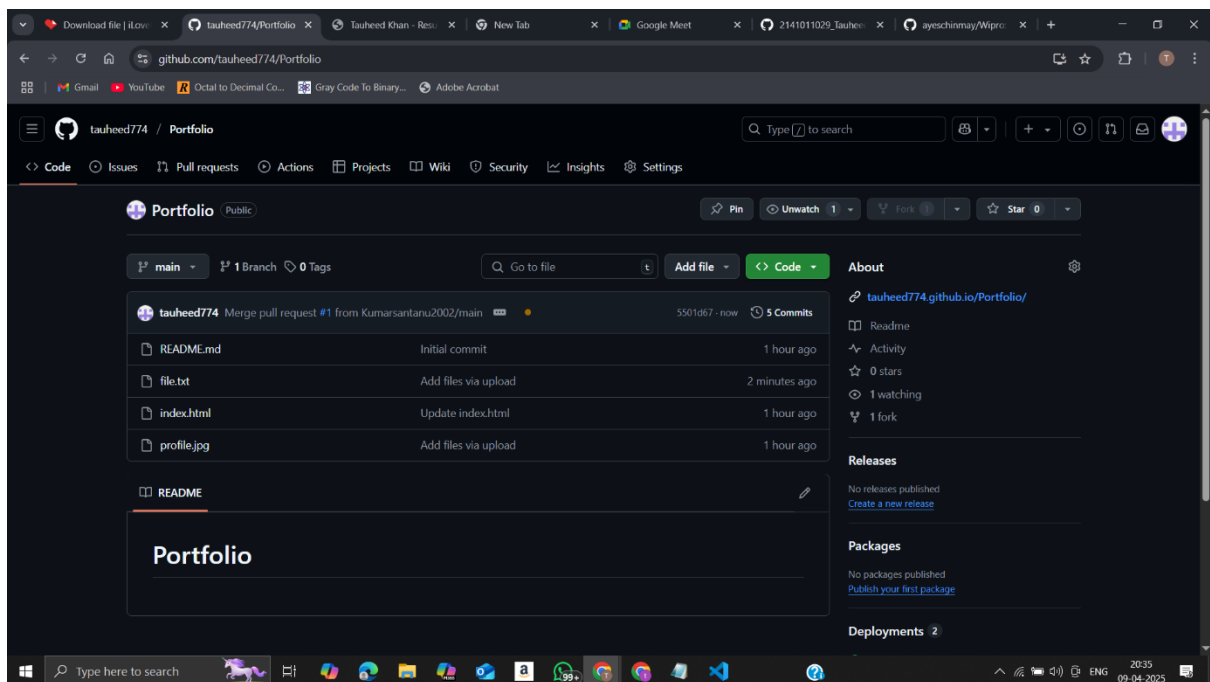 Download file | iLove
tauheed774/Portfolio
Tauheed Khan - Resu
New Tab
Google Meet
2141011029_Tauhee
ayeschinmay/Wipro
github.com/tauheed774/Portfolio
T
Gmail
YouTube
Octal to Decimal Co...
Gray Code To Binary...
Adobe Acrobat
tauheed774 / Portfolio
Type / to search
Code
Issues
Pull requests
Actions
Projects
Wiki
Security
Insights
Settings
Portfolio Public
Pin
Unwatch 1
Fork 1
Star 0
main
1 Branch
0 Tags
Go to file t
Add file
<> Code
tauheed774 Merge pull request #1 from Kumarsantanu2002/main ... 5501d67 · now 5 Commits
README.md Initial commit 1 hour ago
file.txt Add files via upload 2 minutes ago
index.html Update index.html 1 hour ago
profile.jpg Add files via upload 1 hour ago
README
Portfolio
About
tauheed774.github.io/Portfolio/
Readme
Activity
0 stars
1 watching
1 fork
Releases
No releases published
Create a new release
Packages
No packages published
Publish your first package
Deployments 2
Type here to search
99+
ENG
20:35
09-04-2025